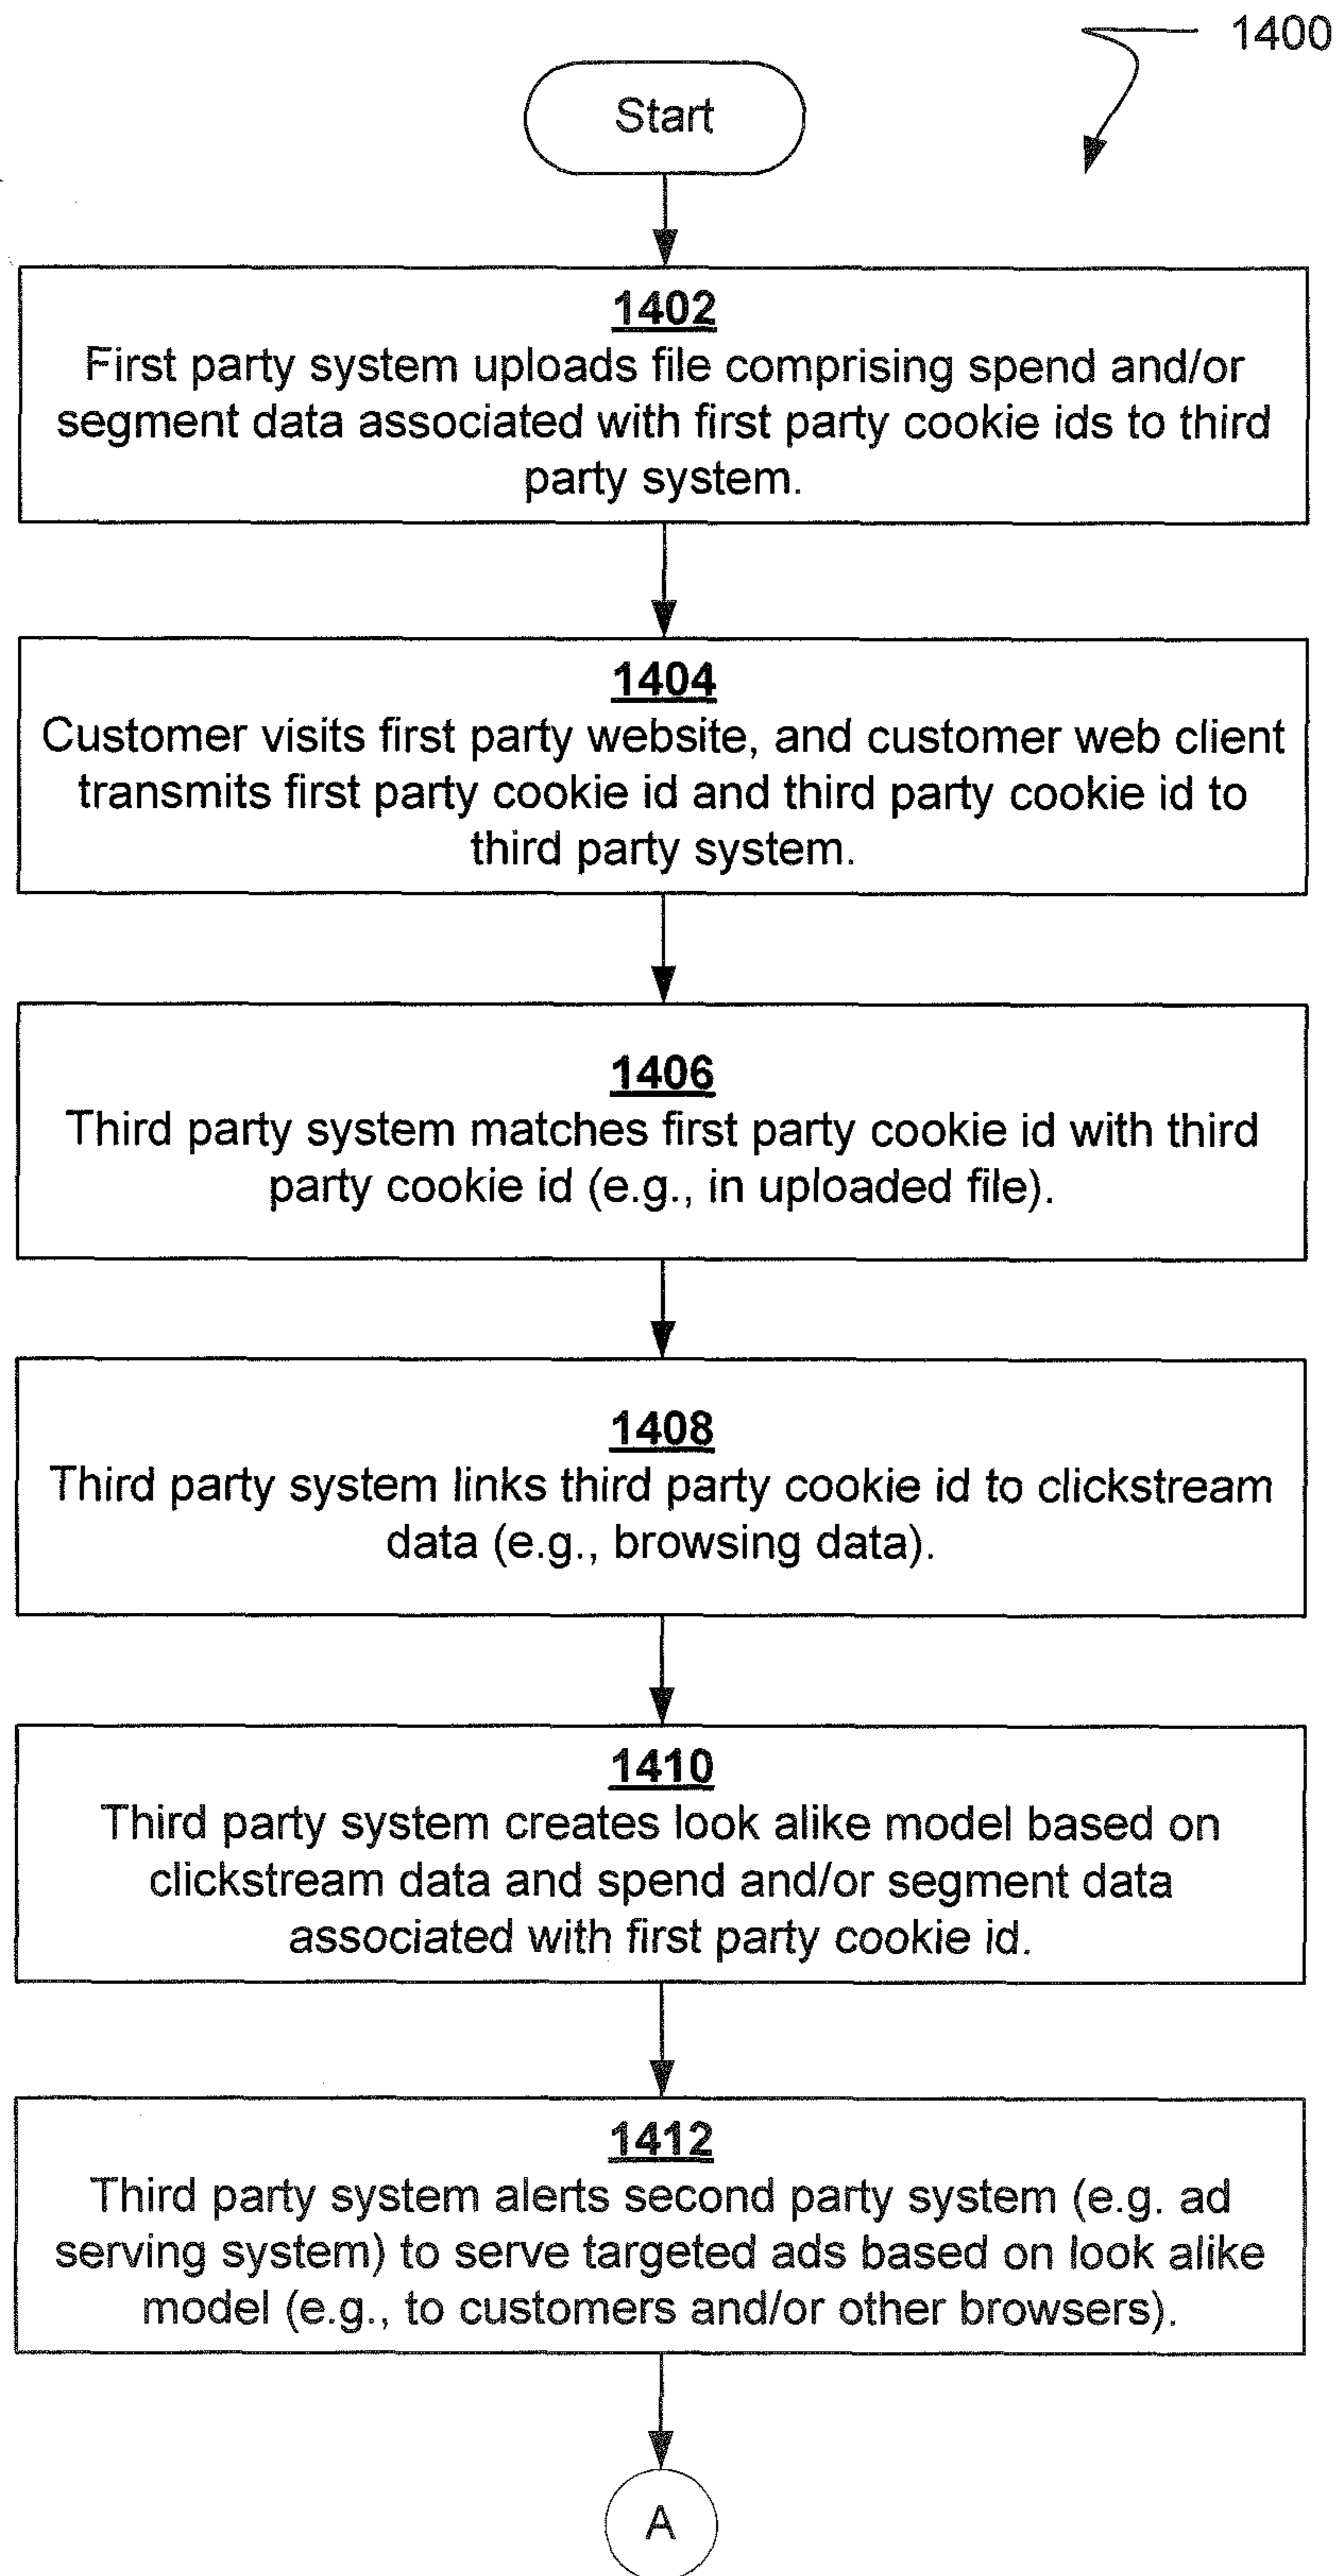 1400
Start
1402
First party system uploads file comprising spend and/or
segment data associated with first party cookie ids to third
party system.
1404
Customer visits first party website, and customer web client
transmits first party cookie id and third party cookie id to
third party system.
1406
Third party system matches first party cookie id with third
party cookie id (e.g., in uploaded file).
1408
Third party system links third party cookie id to clickstream
data (e.g., browsing data).
1410
Third party system creates look alike model based on
clickstream data and spend and/or segment data
associated with first party cookie id.
1412
Third party system alerts second party system (e.g. ad
serving system) to serve targeted ads based on look alike
model (e.g., to customers and/or other browsers).
A